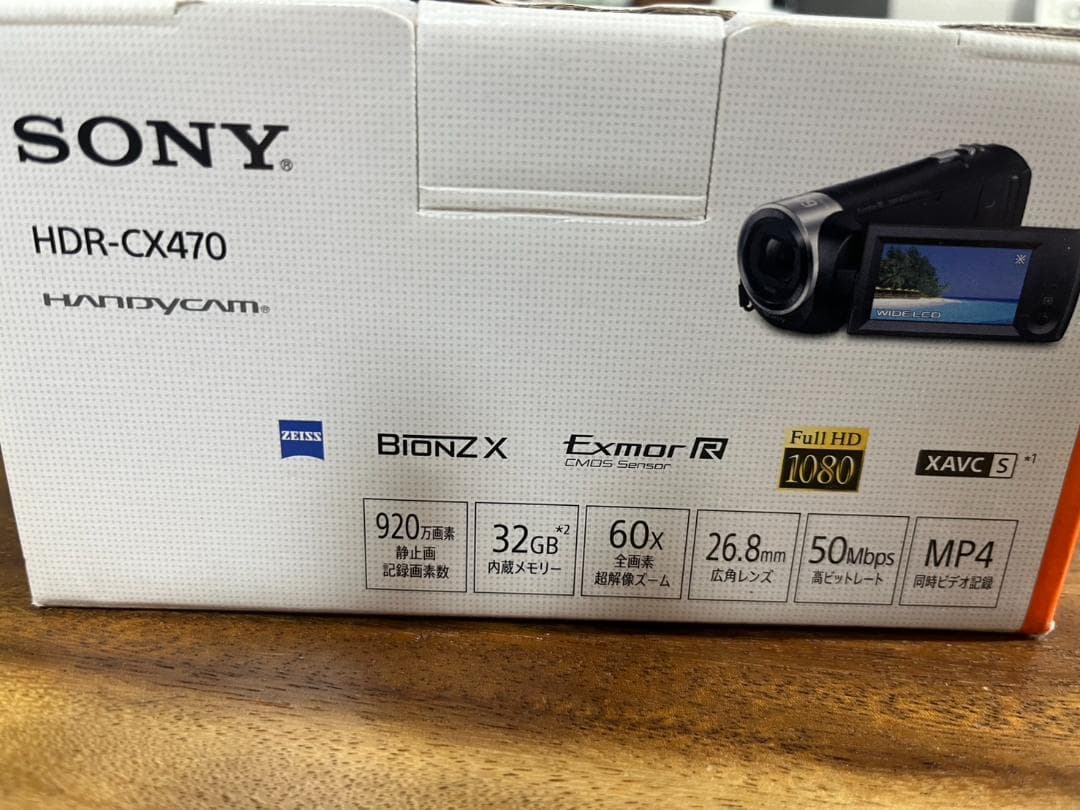 SONY®
HDR-CX470
HANDYCAM®
※
WIDE LCD
ZEISS
BIONZ X
Exmor R
CMOS Sensor
Full HD
1080
XAVC S *1
920万画素
静止画
記録画素数
32GB*2
内蔵メモリー
60x
全画素
超解像ズーム
26.8mm
広角レンズ
50Mbps
高ビットレート
MP4
同時ビデオ記録